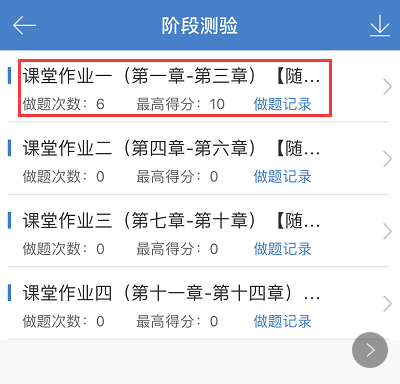 阶段测验
课堂作业一（第一章-第三章）【随...
做题次数：6 最高得分：10 做题记录
课堂作业二（第四章-第六章）【随...
做题次数：0 最高得分：0 做题记录
课堂作业三（第七章-第十章）【随...
做题次数：0 最高得分：0 做题记录
课堂作业四（第十一章-第十四章）...
做题次数：0 最高得分：0 做题记录